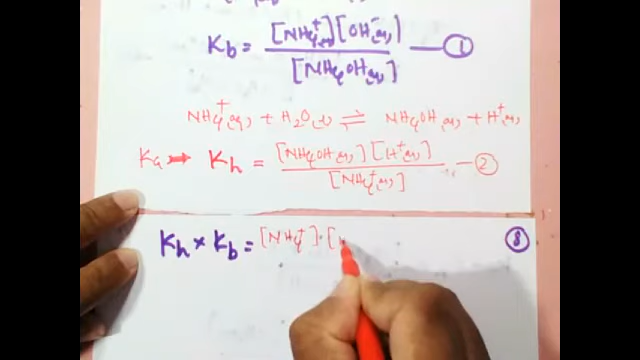 Kb = [NH4+(aq)][OH-(aq)] / [NH4OH(aq)] — 1
NH4+(aq) + H2O(l) ⇌ NH4OH(aq) + H+(aq)
Ka → Kh = [NH4OH(aq)][H+(aq)] / [NH4+(aq)] — 2
Kh × Kb = [NH4+]·[
8